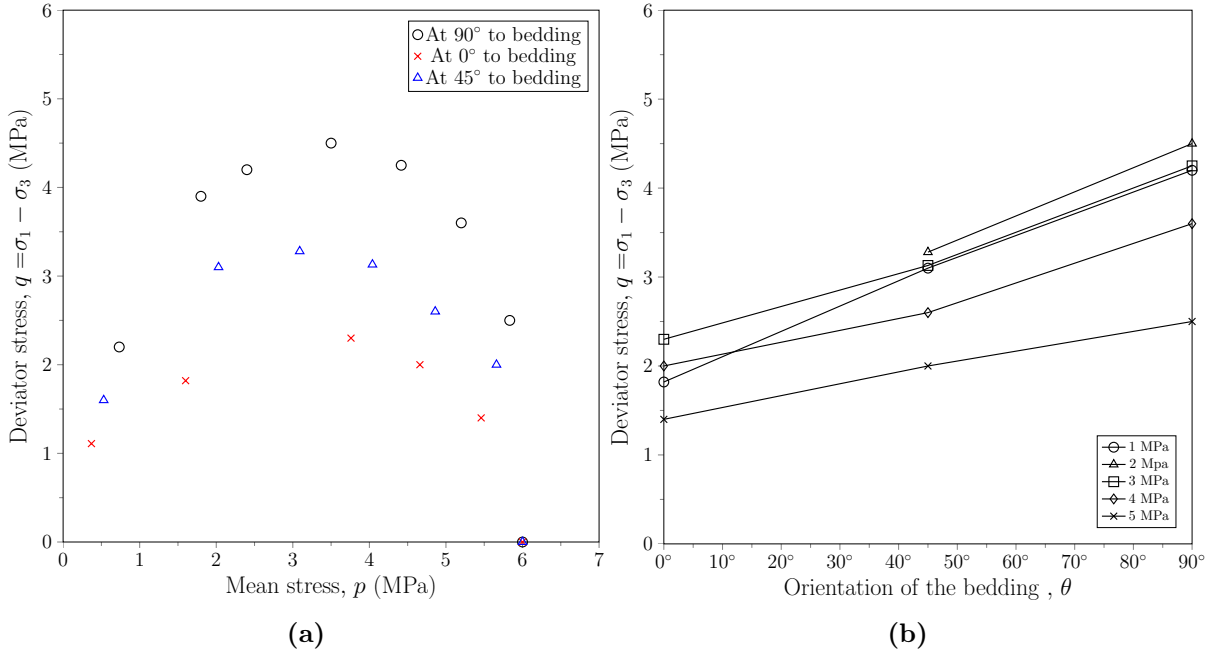 6
5
4
3
2
1
0
0
1
2
3
4
5
6
7
Deviator stress, q =σ1 − σ3 (MPa)
Mean stress, p (MPa)
At 90° to bedding
At 0° to bedding
At 45° to bedding
(a)
6
5
4
3
2
1
0
0°
10°
20°
30°
40°
50°
60°
70°
80°
90°
Deviator stress, q =σ1 − σ3 (MPa)
Orientation of the bedding , θ
1 MPa
2 Mpa
3 MPa
4 MPa
5 MPa
(b)